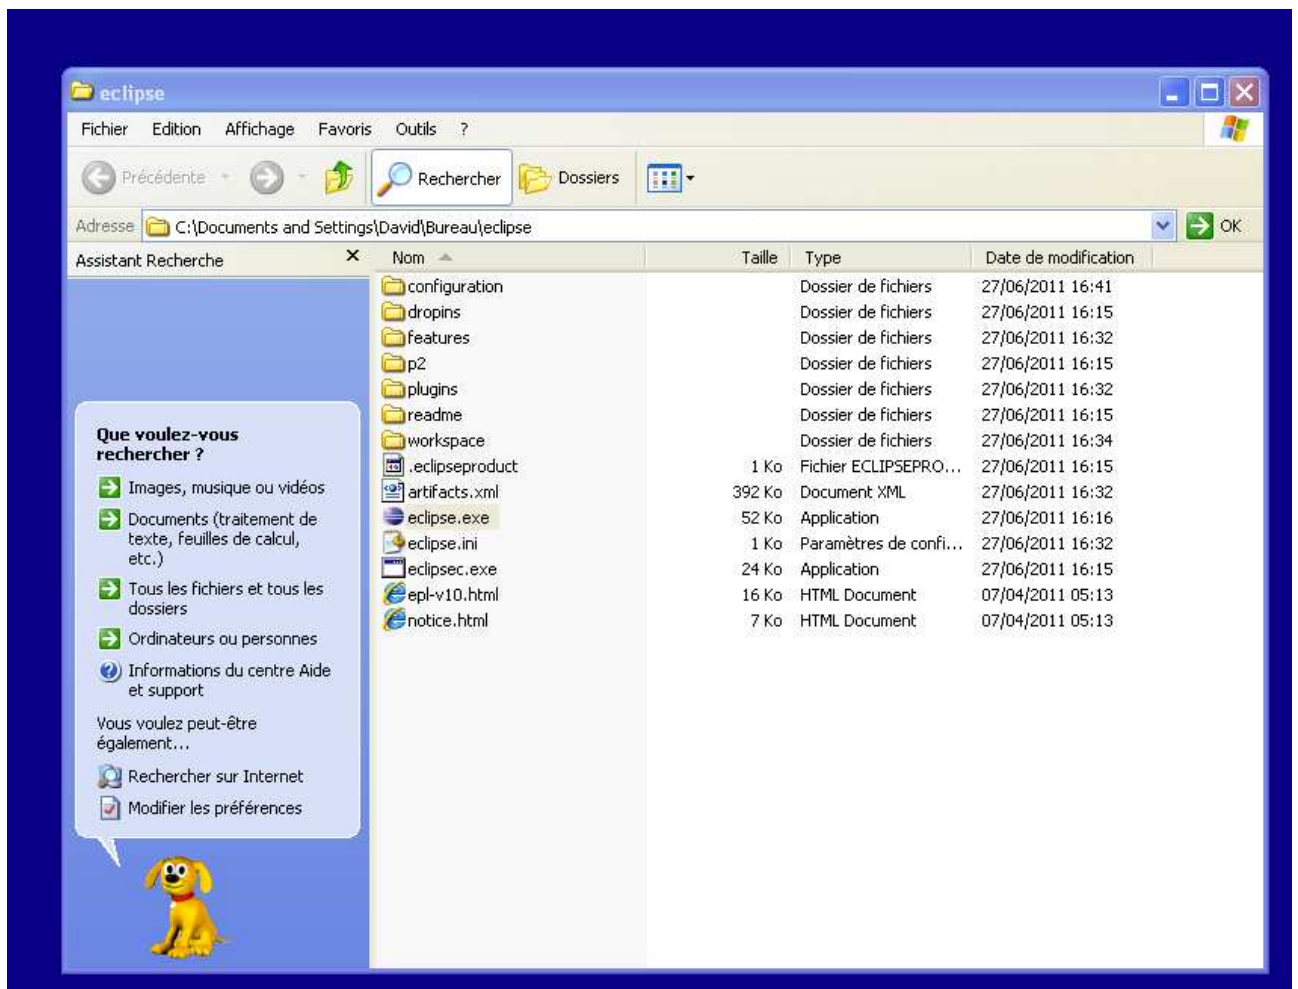 eclipse
Fichier Edition Affichage Favoris Outils ?
Précédente Rechercher Dossiers
Adresse C:\Documents and Settings\David\Bureau\eclipse OK
Assistant Recherche X
Que voulez-vous
rechercher ?
Images, musique ou vidéos
Documents (traitement de
texte, feuilles de calcul,
etc.)
Tous les fichiers et tous les
dossiers
Ordinateurs ou personnes
Informations du centre Aide
et support
Vous voulez peut-être
également...
Rechercher sur Internet
Modifier les préférences
Nom Taille Type Date de modification
configuration Dossier de fichiers 27/06/2011 16:41
dropins Dossier de fichiers 27/06/2011 16:15
features Dossier de fichiers 27/06/2011 16:32
p2 Dossier de fichiers 27/06/2011 16:15
plugins Dossier de fichiers 27/06/2011 16:32
readme Dossier de fichiers 27/06/2011 16:15
workspace Dossier de fichiers 27/06/2011 16:34
.eclipseproduct 1 Ko Fichier ECLIPSEPRO... 27/06/2011 16:15
artifacts.xml 392 Ko Document XML 27/06/2011 16:32
eclipse.exe 52 Ko Application 27/06/2011 16:16
eclipse.ini 1 Ko Paramètres de confi... 27/06/2011 16:32
eclipsec.exe 24 Ko Application 27/06/2011 16:15
epl-v10.html 16 Ko HTML Document 07/04/2011 05:13
notice.html 7 Ko HTML Document 07/04/2011 05:13